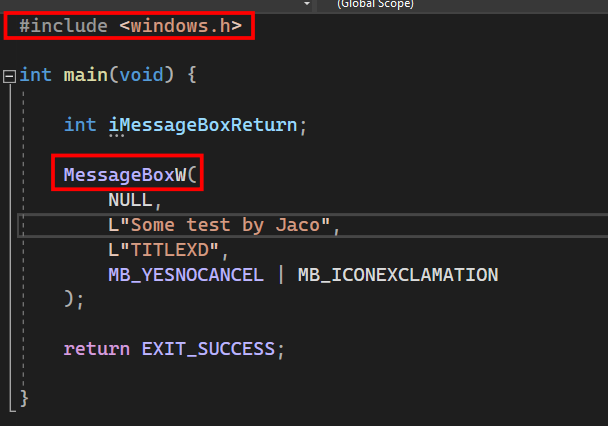 (Global Scope)
#include <windows.h>
int main(void) {
int iMessageBoxReturn;
MessageBoxW(
NULL,
L"Some test by Jaco",
L"TITLEXD",
MB_YESNOCANCEL | MB_ICONEXCLAMATION
);
return EXIT_SUCCESS;
}